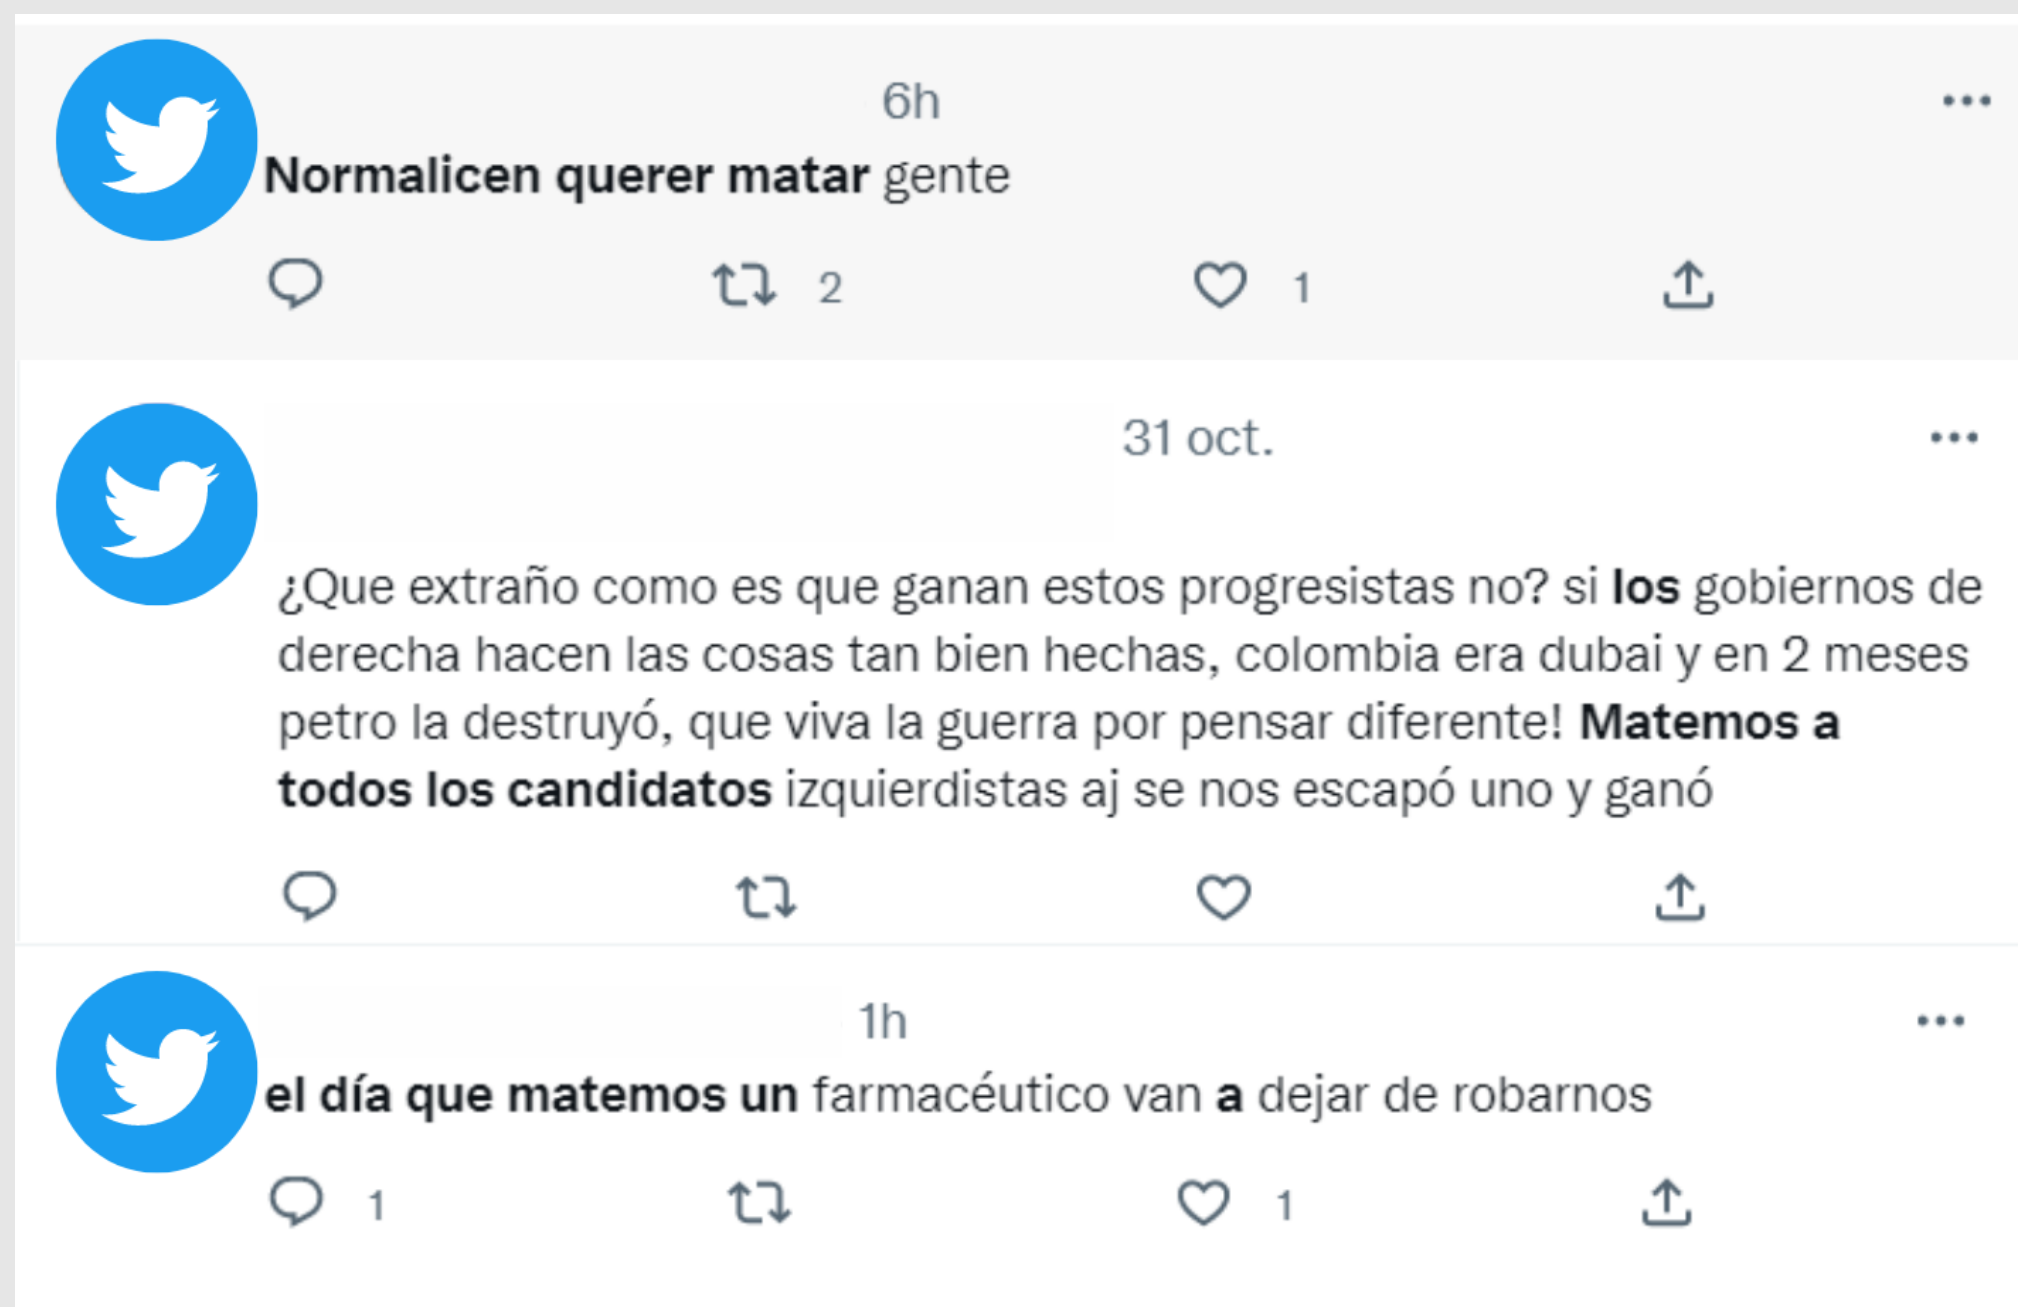 6h
Normalicen querer matar gente
2 1
31 oct.
¿Que extraño como es que ganan estos progresistas no? si los gobiernos de
derecha hacen las cosas tan bien hechas, colombia era dubai y en 2 meses
petro la destruyó, que viva la guerra por pensar diferente! Matemos a
todos los candidatos izquierdistas aj se nos escapó uno y ganó
1h
el día que matemos un farmacéutico van a dejar de robarnos
1 1